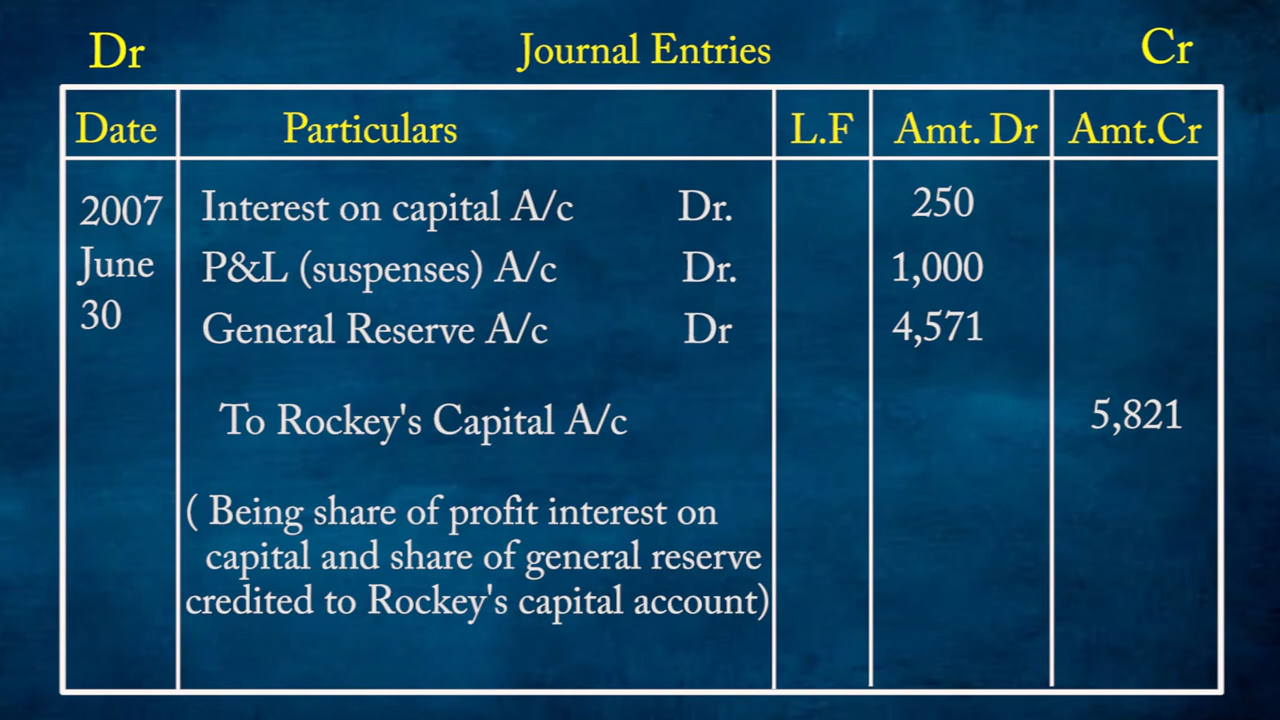 Dr Journal Entries Cr
Date Particulars L.F Amt. Dr Amt.Cr
2007 Interest on capital A/c Dr. 250
June P&L (suspenses) A/c Dr. 1,000
30 General Reserve A/c Dr 4,571
To Rockey's Capital A/c 5,821
( Being share of profit interest on
capital and share of general reserve
credited to Rockey's capital account)